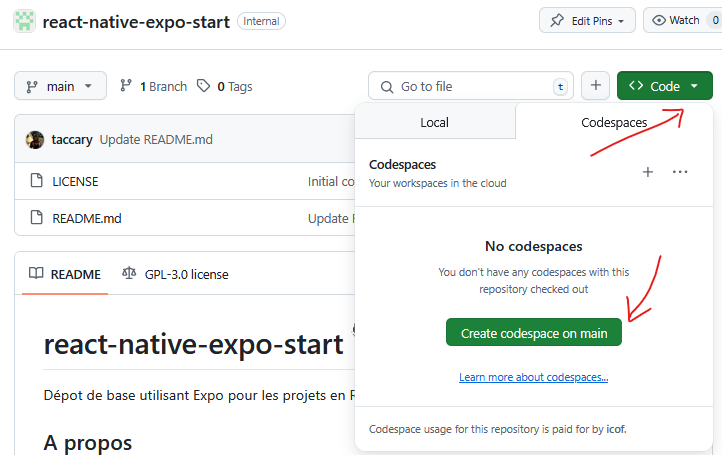 react-native-expo-start Internal Edit Pins Watch 0
main 1 Branch 0 Tags Go to file t Code
Local Codespaces
taccary Update README.md
Codespaces
Your workspaces in the cloud
LICENSE Initial co
README.md Update
No codespaces
You don't have any codespaces with this
repository checked out
README GPL-3.0 license
Create codespace on main
react-native-expo-start
Learn more about codespaces...
Dépot de base utilisant Expo pour les projets en
A propos
Codespace usage for this repository is paid for by icof.